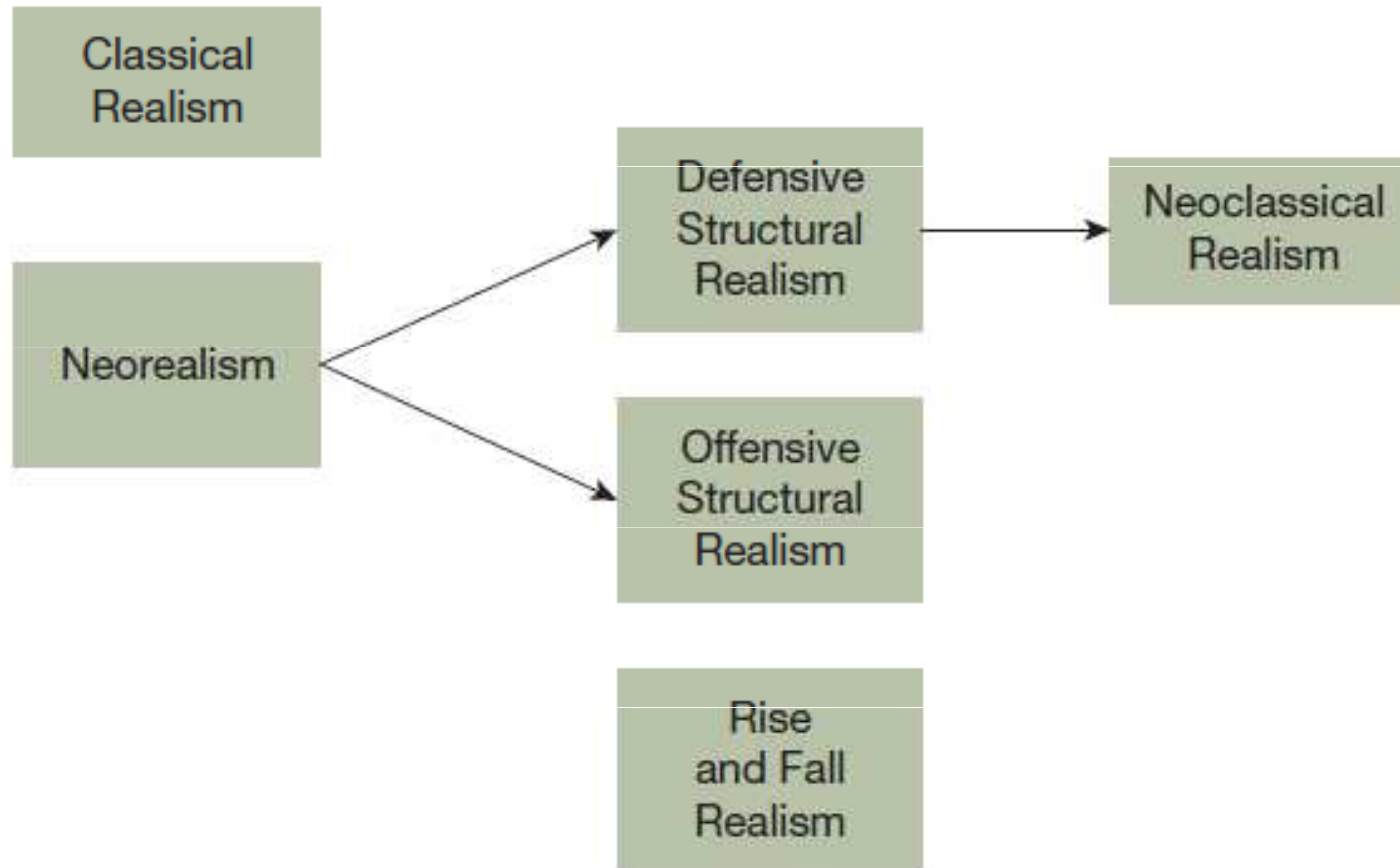 Classical
Realism
Neorealism
Defensive
Structural
Realism
Offensive
Structural
Realism
Rise
and Fall
Realism
Neoclassical
Realism